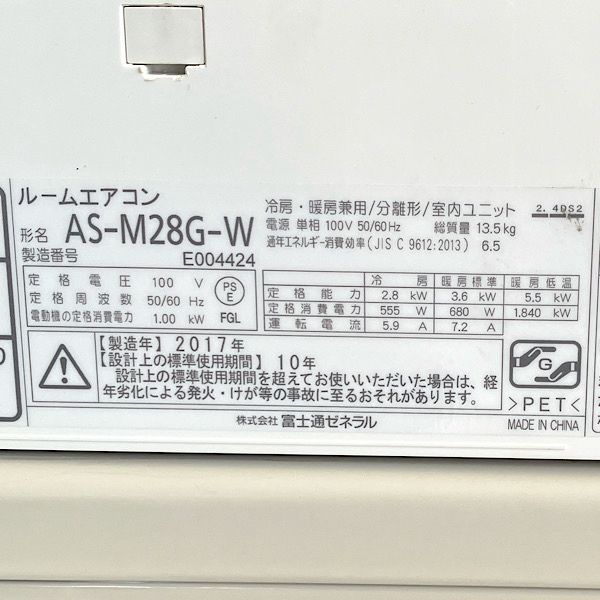 ルームエアコン
形名 AS-M28G-W
製造番号 E004424
冷房・暖房兼用/分離形/室内ユニット
電源 単相 100V 50/60Hz 総質量 13.5kg
通年エネルギー消費効率(JIS C 9612:2013) 6.5
2.4DS2
定格電圧 100 V
定格周波数 50/60 Hz
電動機の定格消費電力 1.00 kW
PS
E
FGL
冷房 暖房標準 暖房低温
定格能力 2.8 kW 3.6 kW 5.5 kW
定格消費電力 555 W 680 W 1.840 kW
運転電流 5.9 A 7.2 A
【製造年】2017年
【設計上の標準使用期間】10年
設計上の標準使用期間を超えてお使いいただいた場合は、経
年劣化による発火・けが等の事故に至るおそれがあります。
G
>PET<
株式会社 富士通ゼネラル
MADE IN CHINA